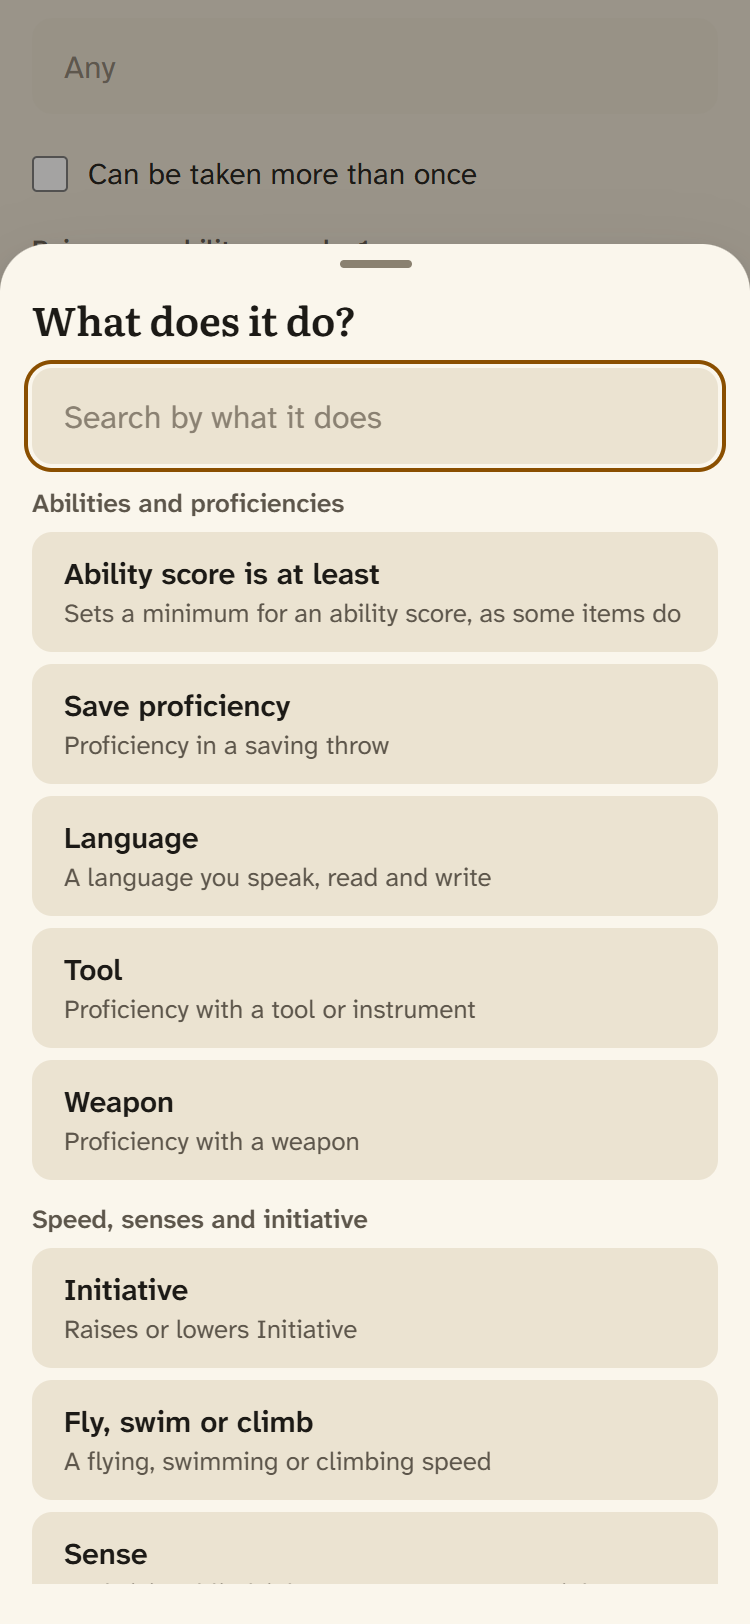 Any
Can be taken more than once
What does it do?
Search by what it does
Abilities and proficiencies
Ability score is at least
Sets a minimum for an ability score, as some items do
Save proficiency
Proficiency in a saving throw
Language
A language you speak, read and write
Tool
Proficiency with a tool or instrument
Weapon
Proficiency with a weapon
Speed, senses and initiative
Initiative
Raises or lowers Initiative
Fly, swim or climb
A flying, swimming or climbing speed
Sense